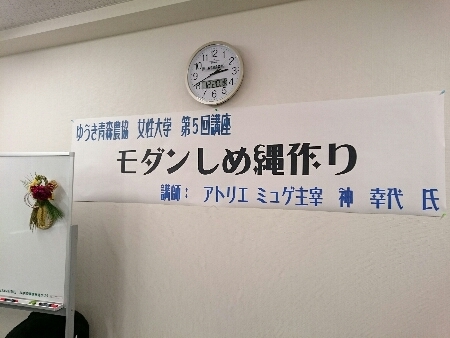 ゆうき青森農協　女性大学　第５回講座
モダンしめ縄作り
講師：　アトリエ ミュゲ主宰　神　幸代　氏